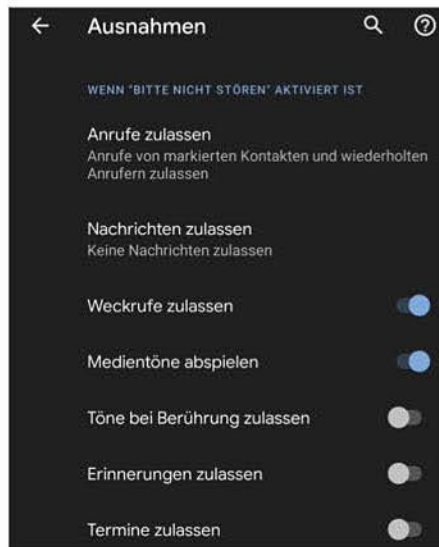 Ausnahmen
WENN "BITTE NICHT STÖREN" AKTIVIERT IST
Anrufe zulassen
Anrufe von markierten Kontakten und wiederholten
Anrufern zulassen
Nachrichten zulassen
Keine Nachrichten zulassen
Weckrufe zulassen
Medientöne abspielen
Töne bei Berührung zulassen
Erinnerungen zulassen
Termine zulassen